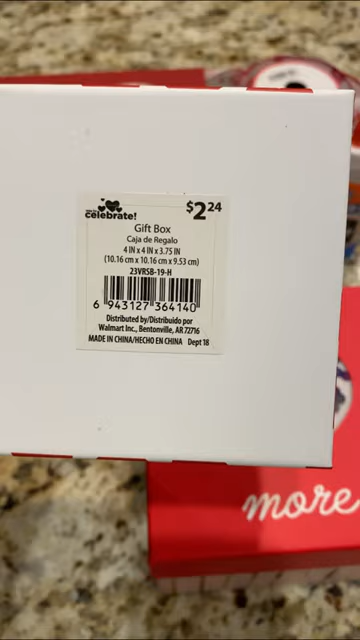 celebrate!
$2.24
Gift Box
Caja de Regalo
4 IN x 4 IN x 3.75 IN
(10.16 cm x 10.16 cm x 9.53 cm)
23VRSB-19-H
6 943127 364140
Distributed by/Distribuido por
Walmart Inc., Bentonville, AR 72716
MADE IN CHINA/HECHO EN CHINA Dept 18
more